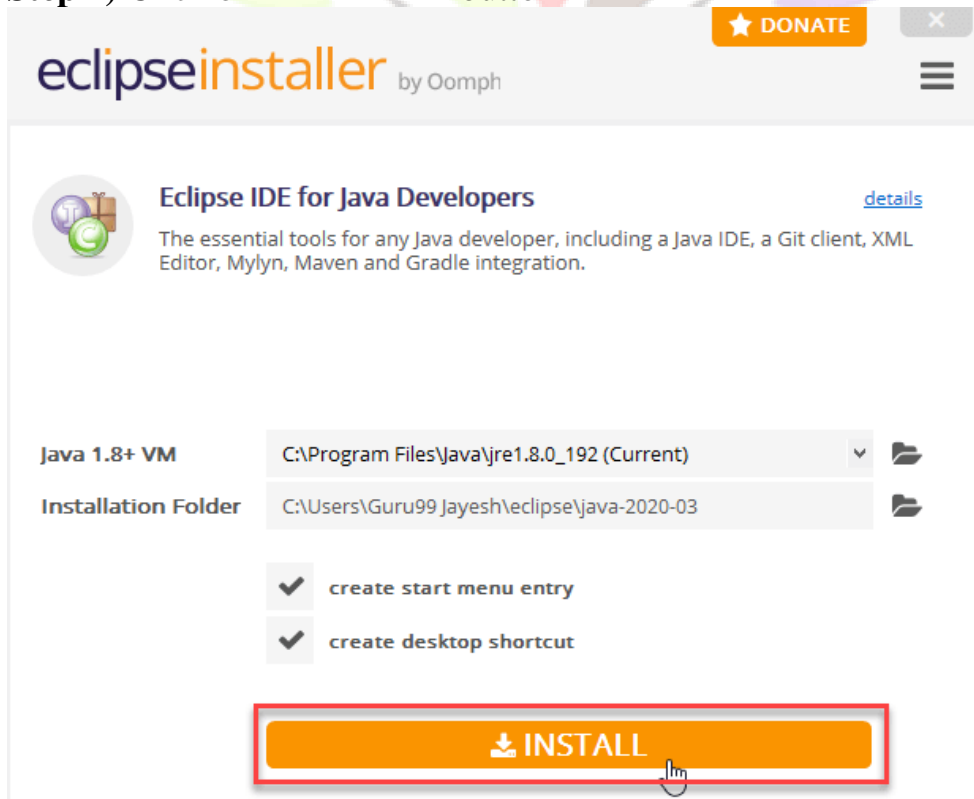 DONATE
eclipseinstaller by Oomph
Eclipse IDE for Java Developers
details
The essential tools for any Java developer, including a Java IDE, a Git client, XML
Editor, Mylyn, Maven and Gradle integration.
Java 1.8+ VM
C:\Program Files\Java\jre1.8.0_192 (Current)
Installation Folder
C:\Users\Guru99 Jayesh\eclipse\java-2020-03
create start menu entry
create desktop shortcut
INSTALL